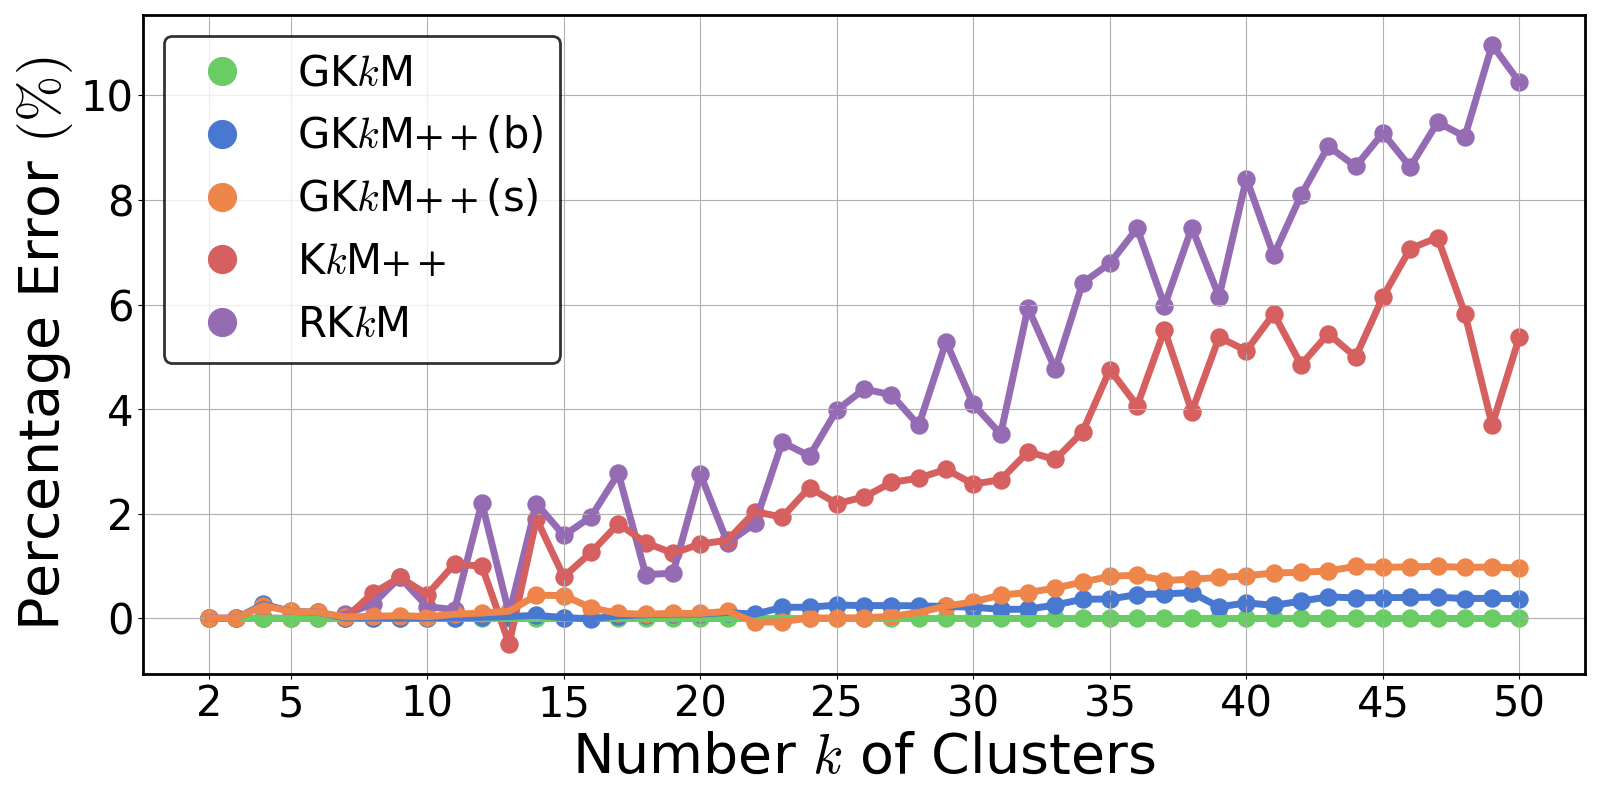 Percentage Error (%)
10
8
6
4
2
0
GKkM
GKkM++(b)
GKkM++(s)
KkM++
RKkM
2 5 10 15 20 25 30 35 40 45 50
Number k of Clusters